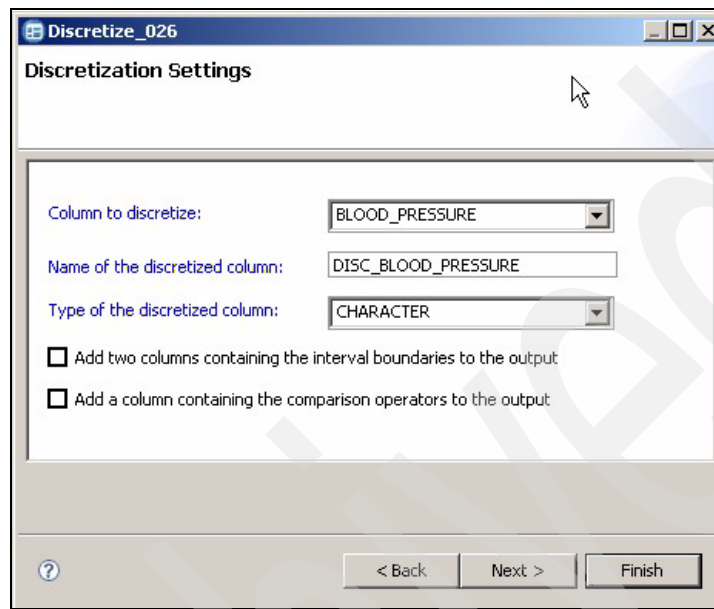 Discretize_026
Discretization Settings
Column to discretize: BLOOD_PRESSURE
Name of the discretized column: DISC_BLOOD_PRESSURE
Type of the discretized column: CHARACTER
Add two columns containing the interval boundaries to the output
Add a column containing the comparison operators to the output
? < Back Next > Finish